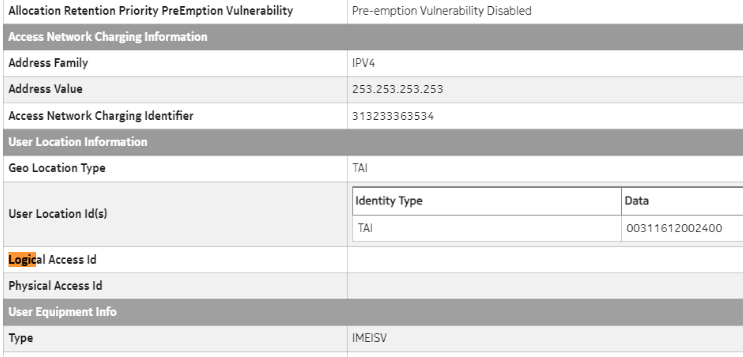 Allocation Retention Priority PreEmption Vulnerability Pre-emption Vulnerability Disabled
Access Network Charging Information
Address Family IPV4
Address Value 253.253.253.253
Access Network Charging Identifier 313233363534
User Location Information
Geo Location Type TAI
User Location Id(s)
Identity Type Data
TAI 00311612002400
Logical Access Id
Physical Access Id
User Equipment Info
Type IMEISV